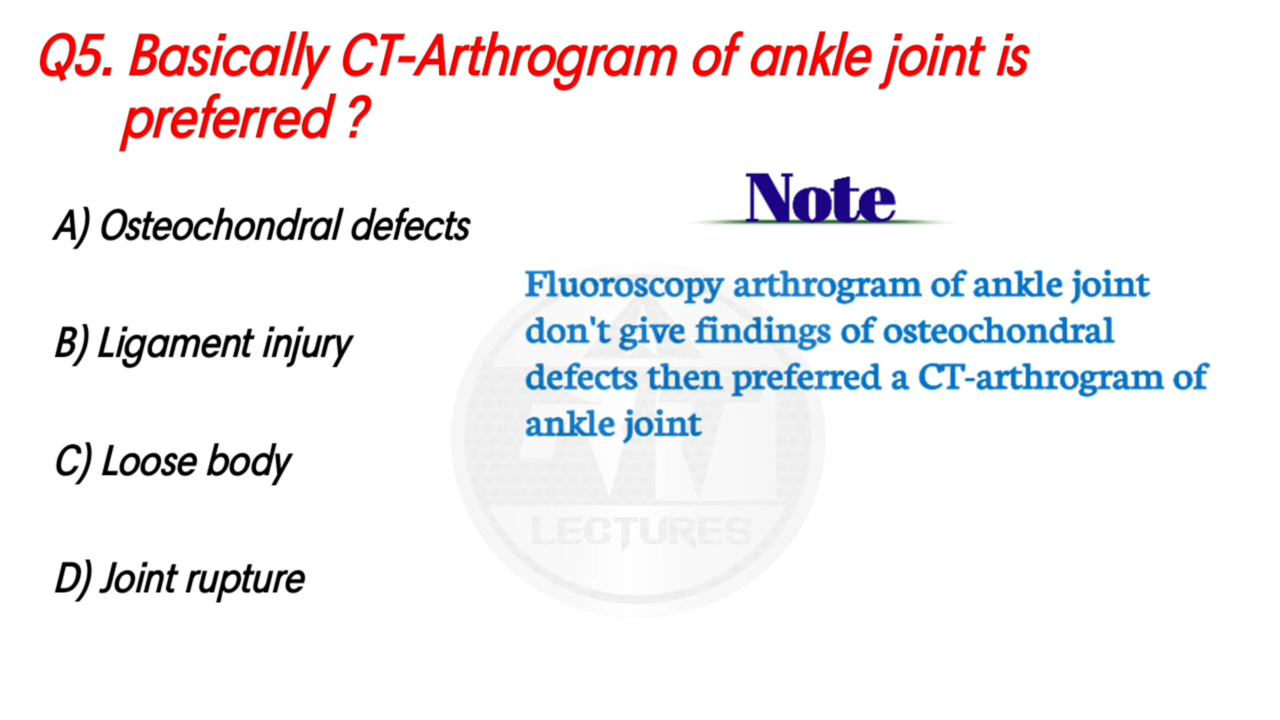 Q5. Basically CT-Arthrogram of ankle joint is
preferred ?
A) Osteochondral defects
B) Ligament injury
C) Loose body
D) Joint rupture
Note
Fluoroscopy arthrogram of ankle joint
don't give findings of osteochondral
defects then preferred a CT-arthrogram of
ankle joint
LECTURES